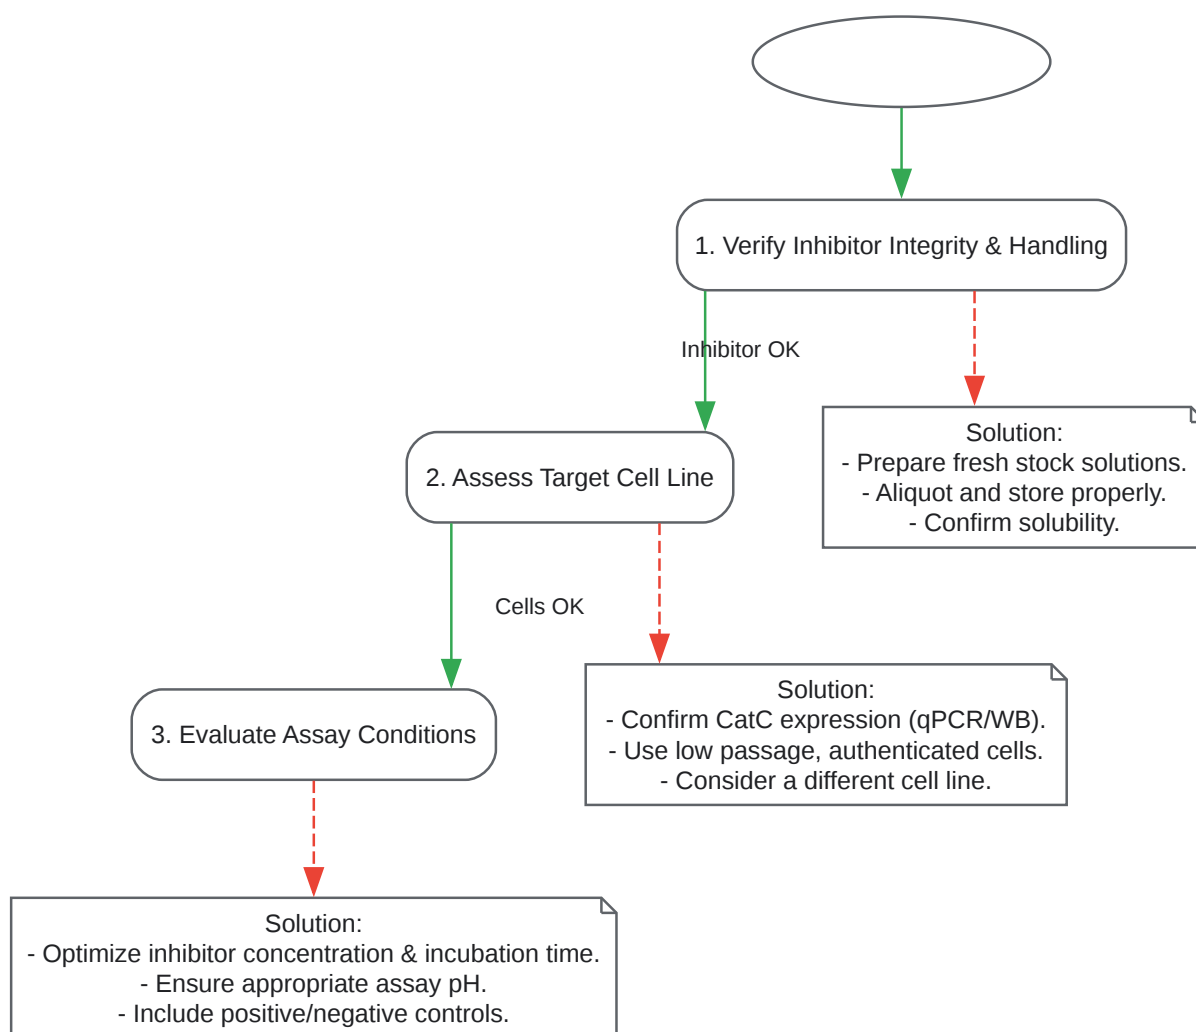 1. Verify Inhibitor Integrity & Handling
Inhibitor OK
Solution:
- Prepare fresh stock solutions.
- Aliquot and store properly.
- Confirm solubility.
2. Assess Target Cell Line
Cells OK
Solution:
- Confirm CatC expression (qPCR/WB).
- Use low passage, authenticated cells.
- Consider a different cell line.
3. Evaluate Assay Conditions
Solution:
- Optimize inhibitor concentration & incubation time.
- Ensure appropriate assay pH.
- Include positive/negative controls.